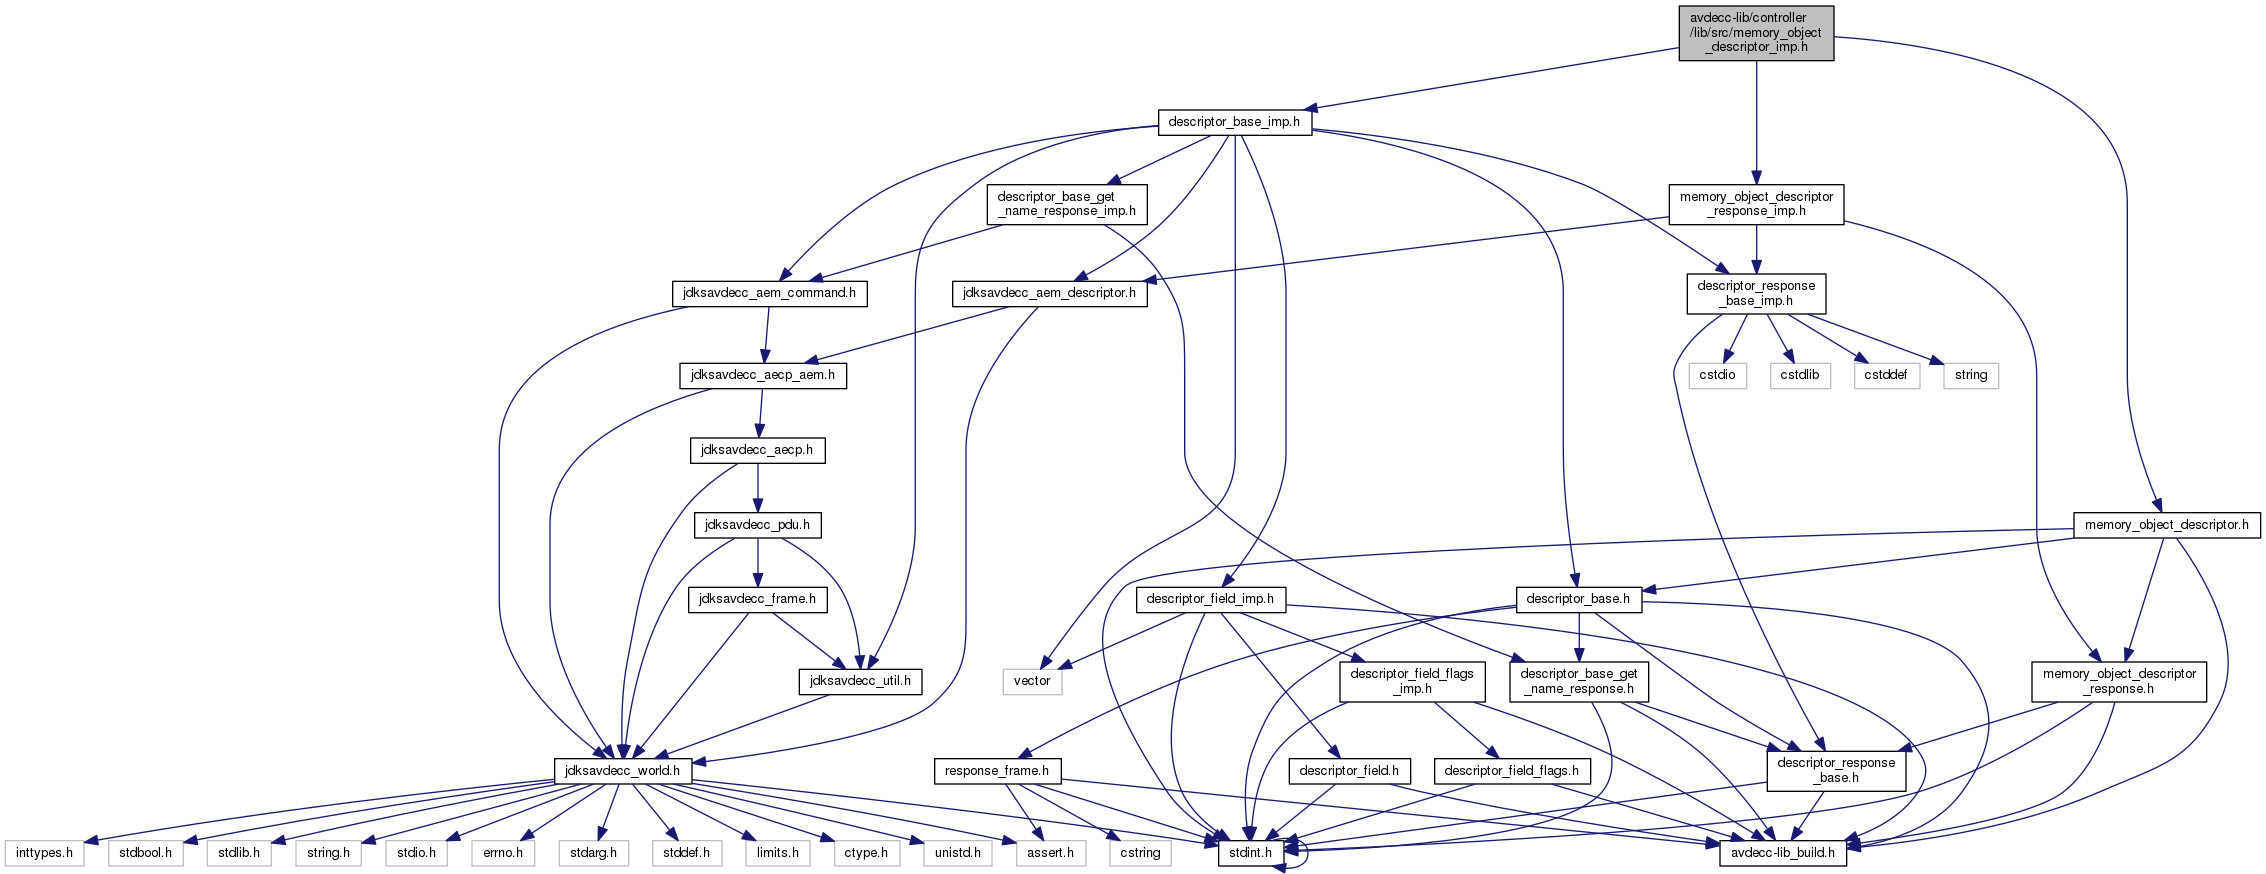 avdecc-lib/controller
/lib/src/memory_object
_descriptor_imp.h
descriptor_base_imp.h
descriptor_base_get
_name_response_imp.h
memory_object_descriptor
_response_imp.h
jdksavdecc_aem_command.h
jdksavdecc_aem_descriptor.h
descriptor_response
_base_imp.h
jdksavdecc_aecp_aem.h
cstdio
cstdlib
cstddef
string
jdksavdecc_aecp.h
jdksavdecc_pdu.h
memory_object_descriptor.h
jdksavdecc_frame.h
descriptor_field_imp.h
descriptor_base.h
jdksavdecc_util.h
vector
descriptor_field_flags
_imp.h
descriptor_base_get
_name_response.h
memory_object_descriptor
_response.h
jdksavdecc_world.h
response_frame.h
descriptor_field.h
descriptor_field_flags.h
descriptor_response
_base.h
inttypes.h
stdbool.h
stdlib.h
string.h
stdio.h
errno.h
stdarg.h
stddef.h
limits.h
ctype.h
unistd.h
assert.h
cstring
stdint.h
avdecc-lib_build.h